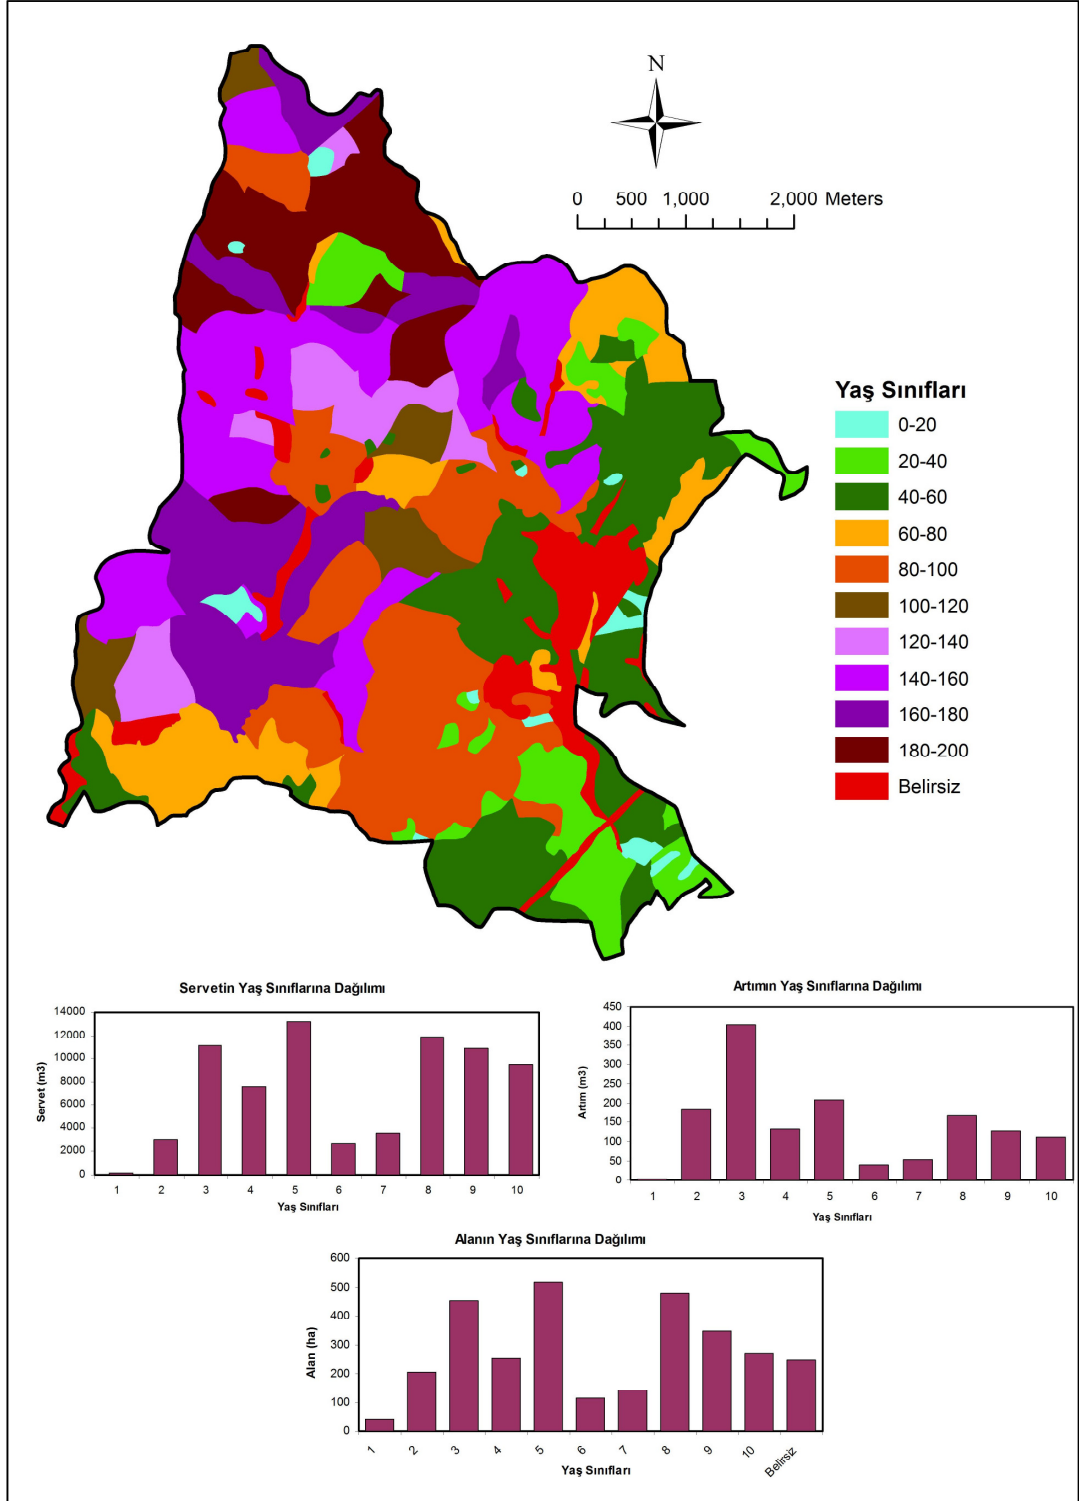 N
0 500 1,000 2,000 Meters
Yaş Sınıfları
0-20
20-40
40-60
60-80
80-100
100-120
120-140
140-160
160-180
180-200
Belirsiz
Servetin Yaş Sınıflarına Dağılımı
14000
12000
10000
8000
6000
4000
2000
0
Servet (m3)
1 2 3 4 5 6 7 8 9 10
Yaş Sınıfları
Artımın Yaş Sınıflarına Dağılımı
450
400
350
300
250
200
150
100
50
0
Artım (m3)
1 2 3 4 5 6 7 8 9 10
Yaş Sınıfları
Alanın Yaş Sınıflarına Dağılımı
600
500
400
300
200
100
0
Alan (ha)
1 2 3 4 5 6 7 8 9 10 Belirsiz
Yaş Sınıfları